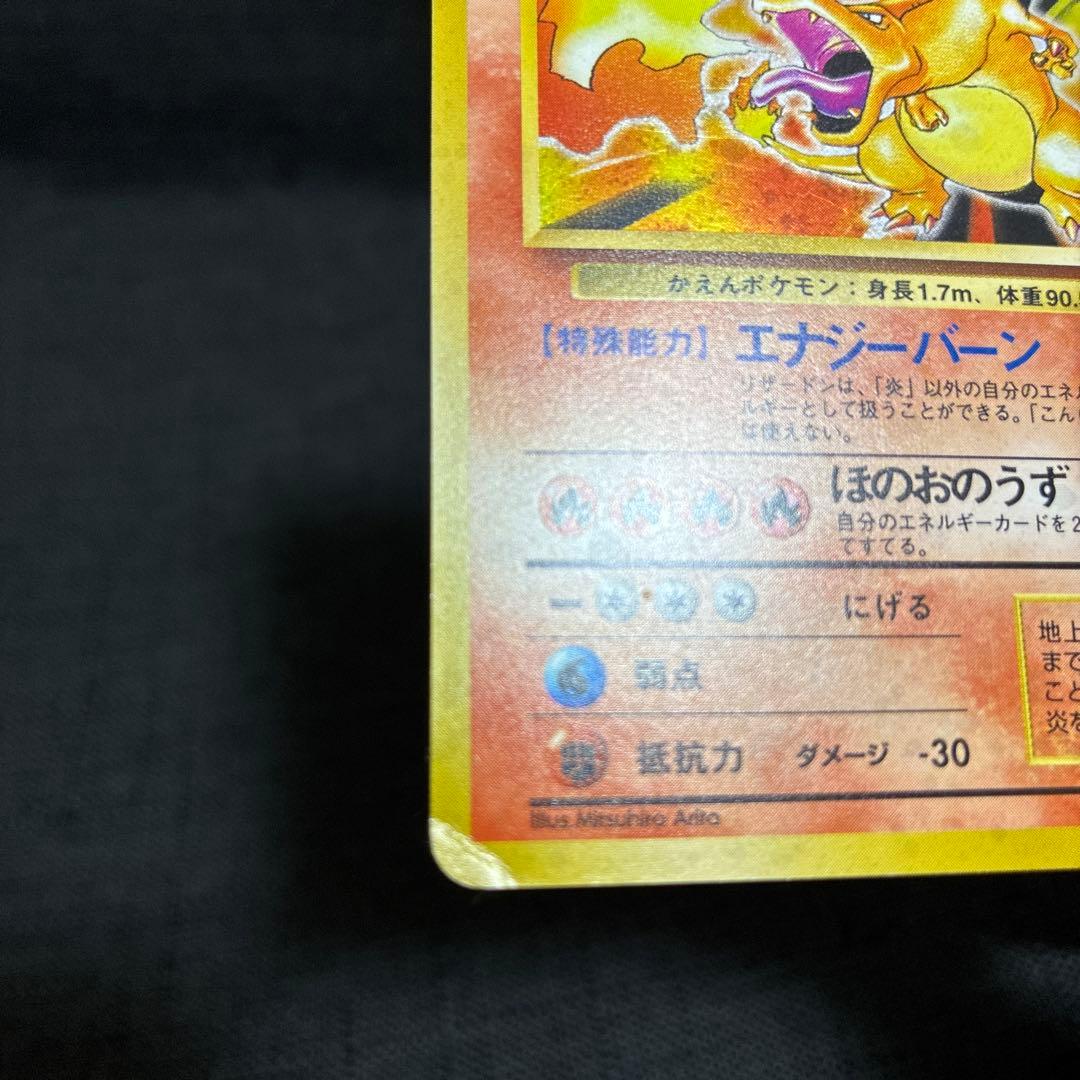 かえんポケモン：身長1.7m、体重90.5
【特殊能力】 エナジーバーン
リザードンは、「炎」以外の自分のエネル
ルギーとして扱うことができる。「こん
は使えない。
ほのおのうず
自分のエネルギーカードを2
てすてる。
にげる
弱点
抵抗力 ダメージ -30
Illus. Mitsuhiro Arita
地上
まで
こと
炎を